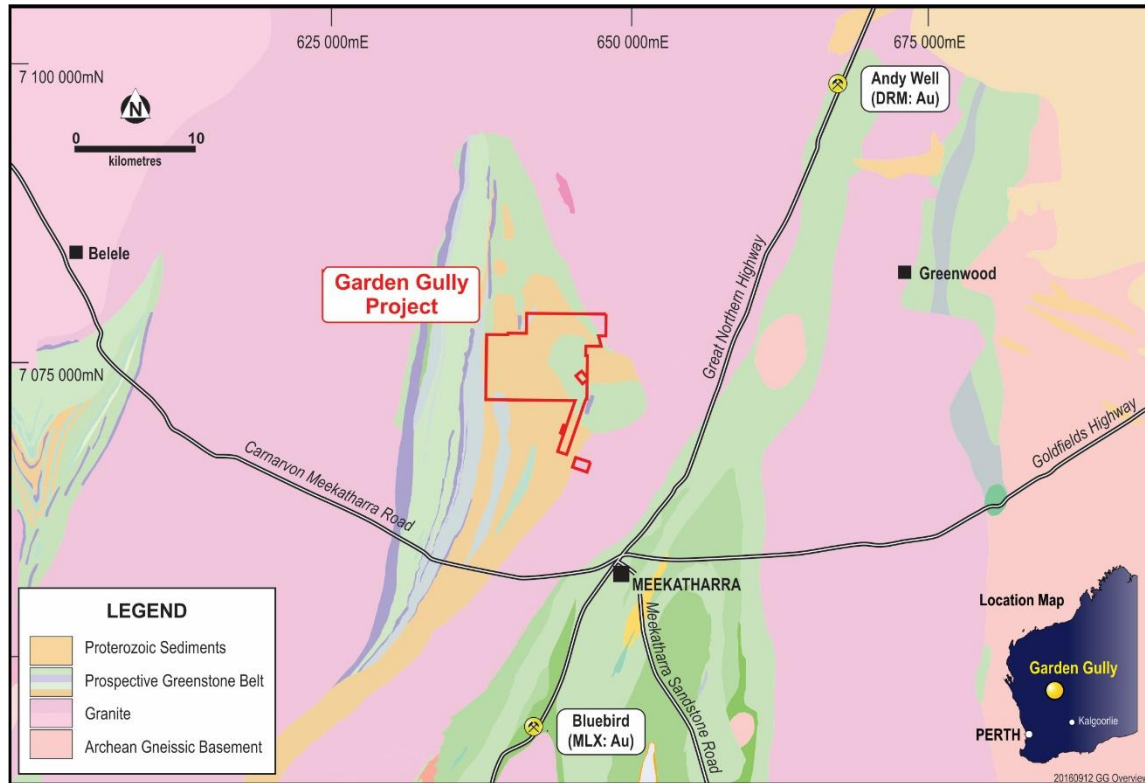 625 000mE
650 000mE
675 000mE
7 100 000mN
N
0 10
kilometres
Andy Well
(DRM: Au)
Belele
Garden Gully
Project
Great Northern Highway
Greenwood
7 075 000mN
Goldfields Highway
Carnarvon Meekatharra Road
MEEKATHARRA
Meekatharra Sandstone Road
Bluebird
(MLX: Au)
LEGEND
Proterozoic Sediments
Prospective Greenstone Belt
Granite
Archean Gneissic Basement
Location Map
Garden Gully
Kalgoorlie
PERTH
20160912 GG Overview